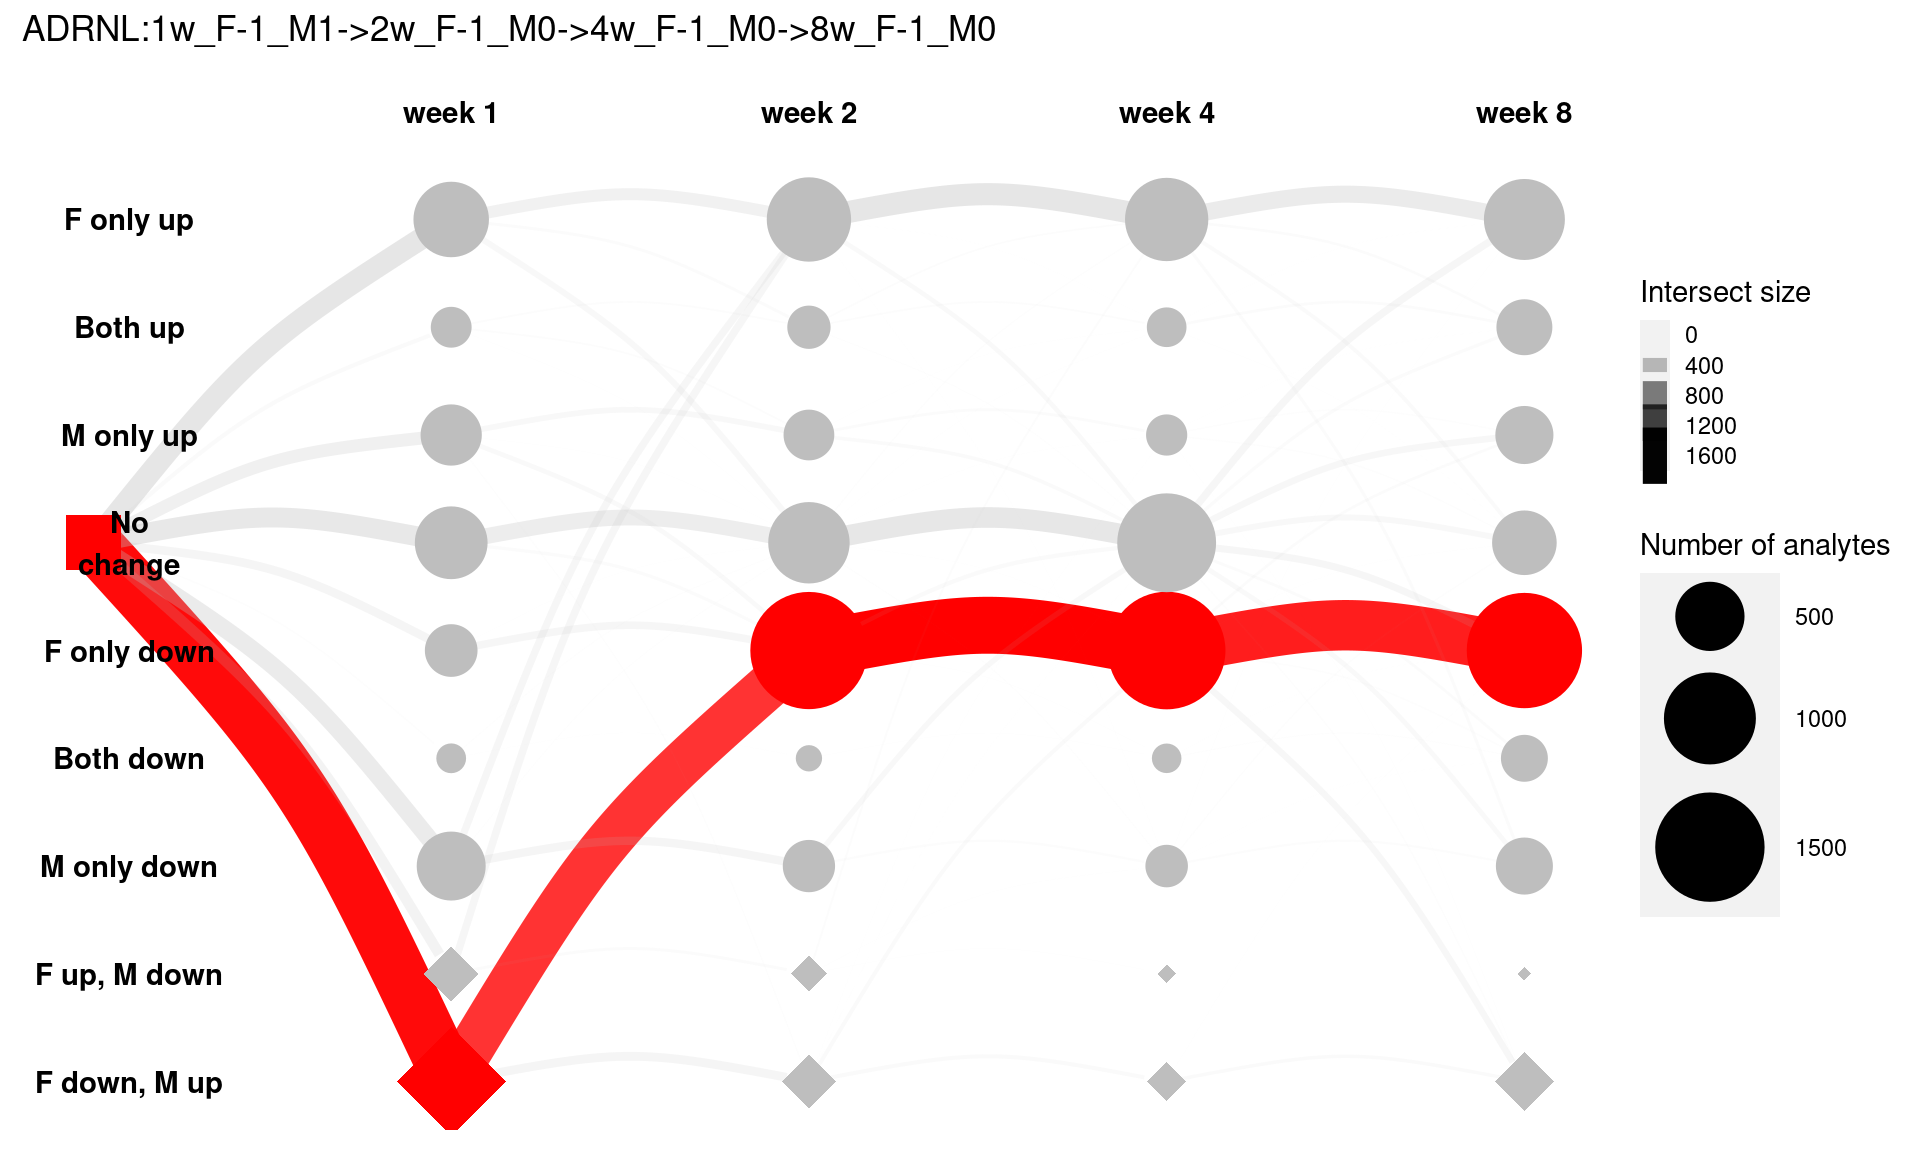 ADRNL:1w_F-1_M1->2w_F-1_M0->4w_F-1_M0->8w_F-1_M0
week 1
week 2
week 4
week 8
F only up
Both up
M only up
No
change
F only down
Both down
M only down
F up, M down
F down, M up
Intersect size
0
400
800
1200
1600
Number of analytes
500
1000
1500